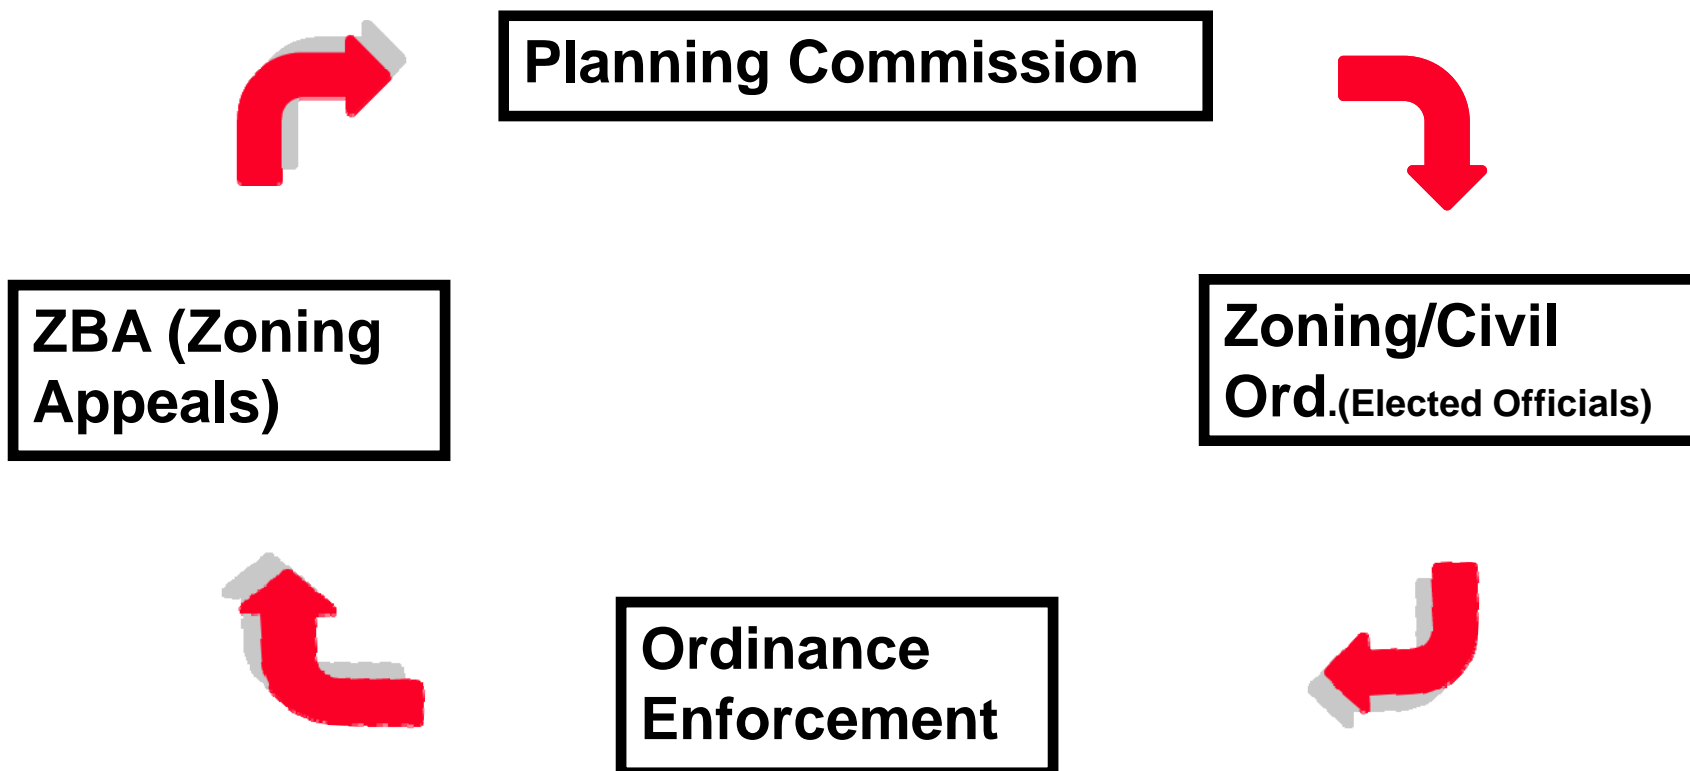 Planning Commission
ZBA (Zoning
Appeals)
Zoning/Civil
Ord.(Elected Officials)
Ordinance
Enforcement